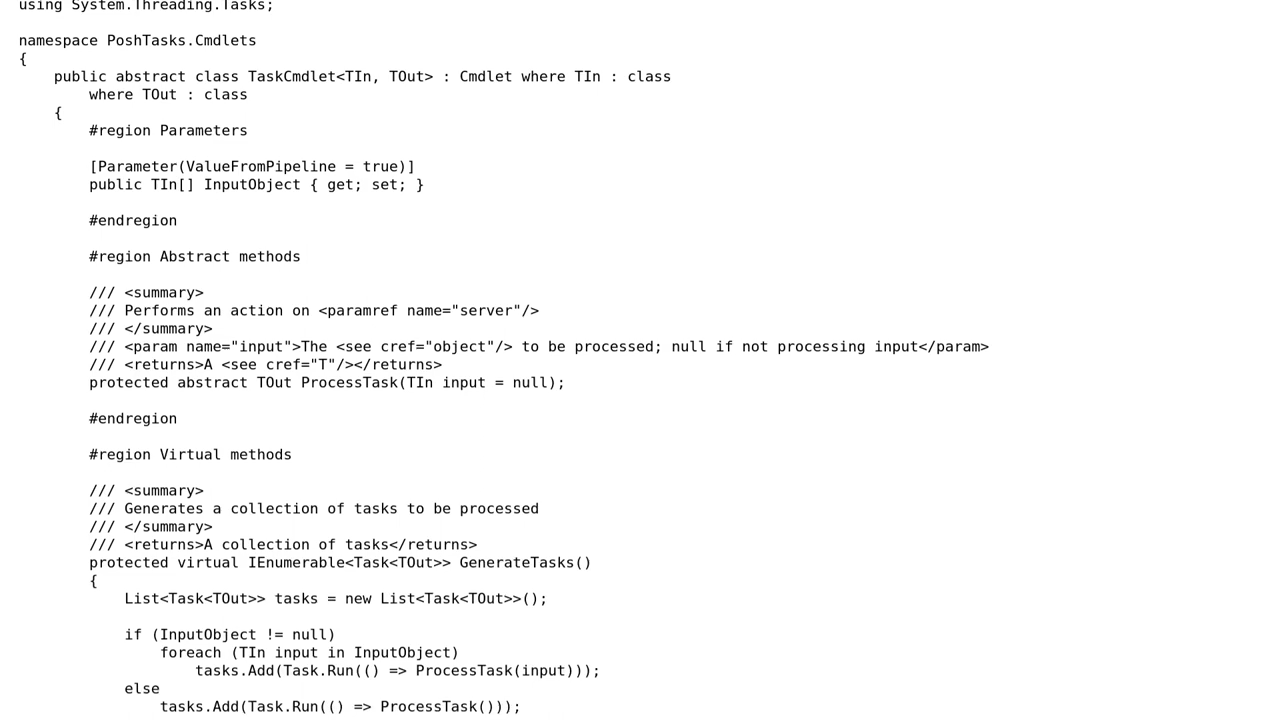 using System.Threading.Tasks;

namespace PoshTasks.Cmdlets
{
    public abstract class TaskCmdlet<TIn, TOut> : Cmdlet where TIn : class
        where TOut : class
    {
        #region Parameters

        [Parameter(ValueFromPipeline = true)]
        public TIn[] InputObject { get; set; }

        #endregion

        #region Abstract methods

        /// <summary>
        /// Performs an action on <paramref name="server"/>
        /// </summary>
        /// <param name="input">The <see cref="object"/> to be processed; null if not processing input</param>
        /// <returns>A <see cref="T"/></returns>
        protected abstract TOut ProcessTask(TIn input = null);

        #endregion

        #region Virtual methods

        /// <summary>
        /// Generates a collection of tasks to be processed
        /// </summary>
        /// <returns>A collection of tasks</returns>
        protected virtual IEnumerable<Task<TOut>> GenerateTasks()
        {
            List<Task<TOut>> tasks = new List<Task<TOut>>();

            if (InputObject != null)
                foreach (TIn input in InputObject)
                    tasks.Add(Task.Run(() => ProcessTask(input)));
            else
                tasks.Add(Task.Run(() => ProcessTask()));